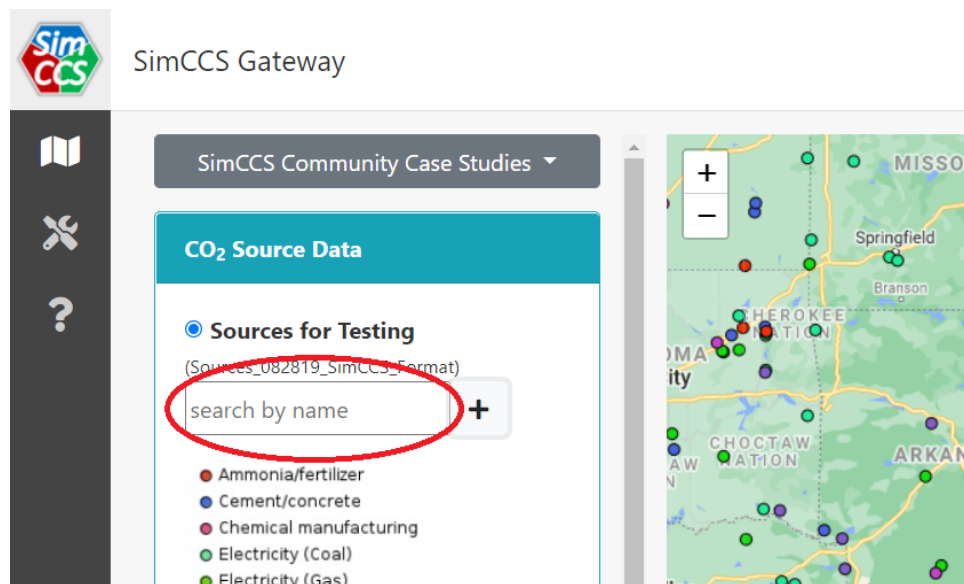 Sim
CCS
SimCCS Gateway
SimCCS Community Case Studies
CO₂ Source Data
Sources for Testing
(Sources_082819_SimCCS_Format)
search by name
+
Ammonia/fertilizer
Cement/concrete
Chemical manufacturing
Electricity (Coal)
Electricity (Gas)
?
+
−
MISSO
Springfield
Branson
CHEROKEE
NATION
OMA
ity
CHOCTAW
NATION
AW
N
ARKAN